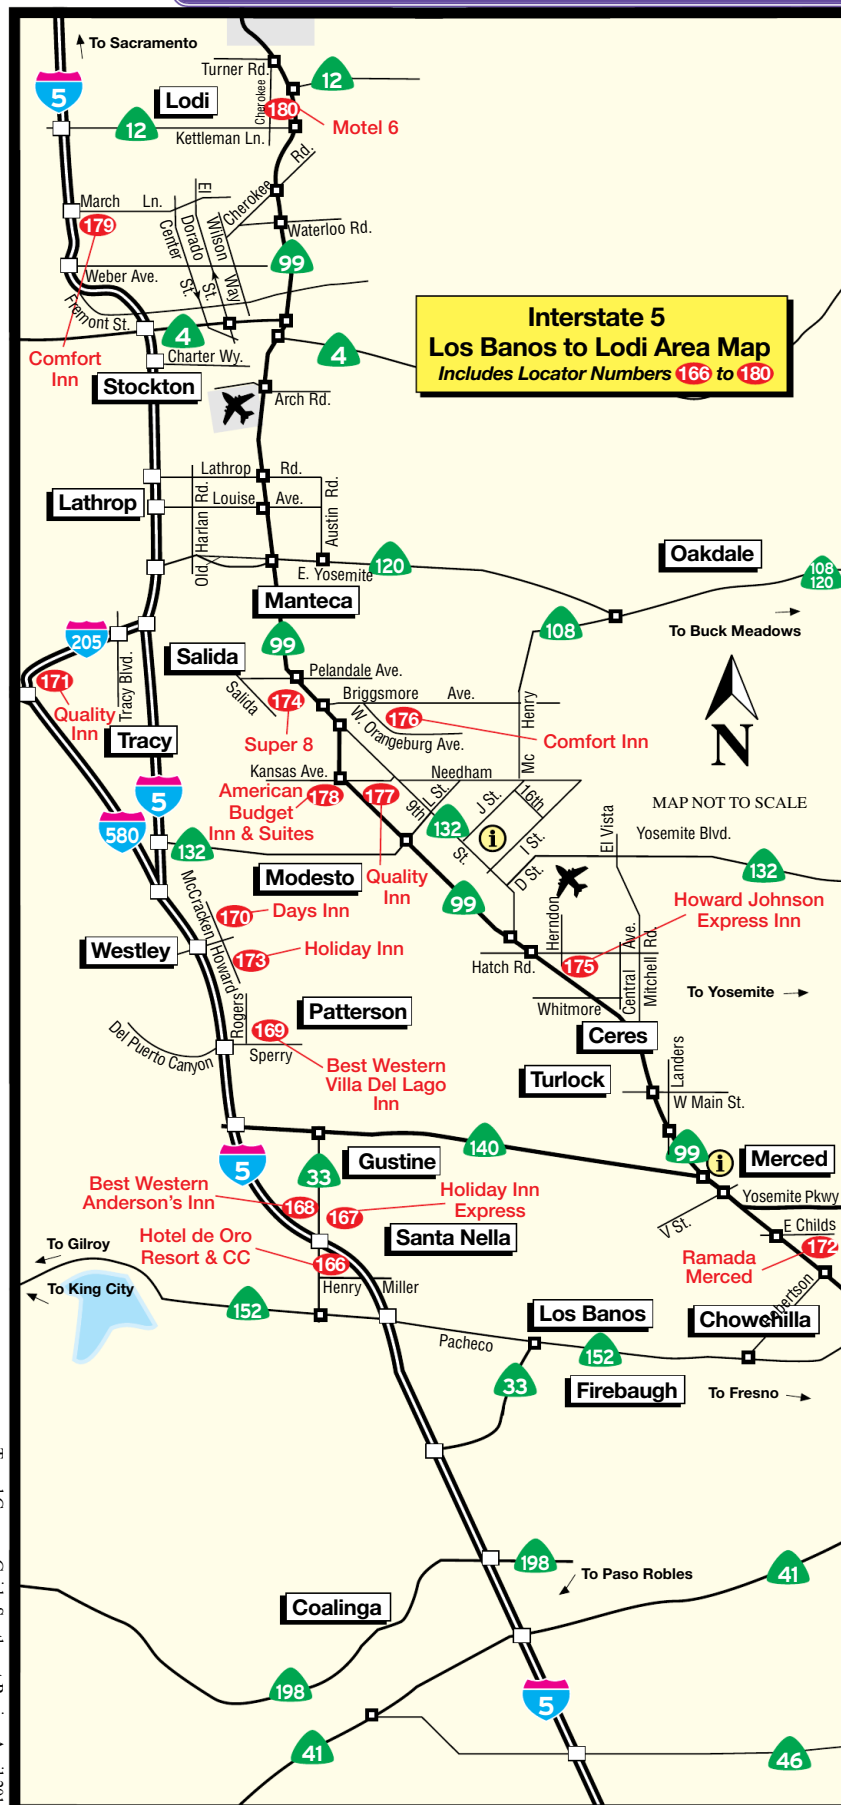 To Sacramento
Turner Rd.
12
5
Cherokee
Lodi
180
Motel 6
12
Kettleman Ln.
Rd.
Cherokee
March Ln.
El
Dorado
St.
Center
St.
Wilson
Way
179
Waterloo Rd.
99
Weber Ave.
Fremont St.
4
4
Interstate 5
Los Banos to Lodi Area Map
Includes Locator Numbers 166 to 180
Comfort
Inn
Charter Wy.
Stockton
Arch Rd.
Lathrop Rd.
Lathrop
Louise Ave.
Old Harlan Rd.
Austin Rd.
E. Yosemite
120
Oakdale
108
120
Manteca
108
To Buck Meadows
205
99
Salida
Tracy Blvd.
Pelandale Ave.
171
Salida
174
Briggsmore Ave.
Mc Henry
Quality
Inn
W. Orangeburg Ave.
176
Super 8
Comfort Inn
N
Tracy
Kansas Ave.
Needham
American
Budget
Inn & Suites
178
177
9th
St.
L St.
J St.
16th
I St.
D St.
MAP NOT TO SCALE
5
580
132
132
i
El Vista
Yosemite Blvd.
132
Modesto
Quality
Inn
99
McCracken
Howard
170
Days Inn
Howard Johnson
Express Inn
Westley
173
Holiday Inn
Herndon
Hatch Rd.
175
Central
Ave.
Mitchell Rd.
To Yosemite
Whitmore
Rogers
Patterson
169
Sperry
Del Puerto Canyon
Ceres
Landers
Best Western
Villa Del Lago
Inn
Turlock
W Main St.
140
99
i
Merced
5
33
Gustine
Best Western
Anderson's Inn
168
167
Holiday Inn
Express
V St.
Yosemite Pkwy
E Childs
Hotel de Oro
Resort & CC
Santa Nella
To Gilroy
166
Ramada
Merced
172
To King City
Henry Miller
Robertson
152
Los Banos
Chowchilla
Pacheco
152
33
Firebaugh
To Fresno
198
To Paso Robles
41
Coalinga
198
5
41
46